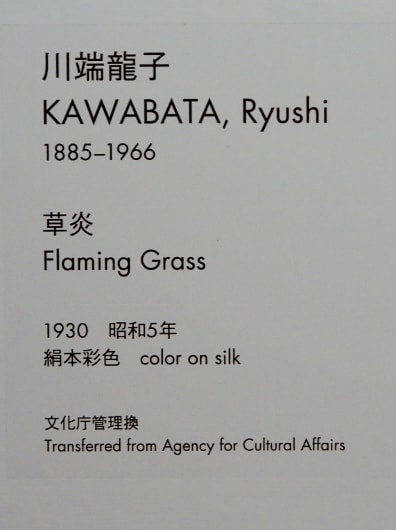 川端龍子
KAWABATA, Ryushi
1885–1966
草炎
Flaming Grass
1930　昭和5年
絹本彩色　color on silk
文化庁管理換
Transferred from Agency for Cultural Affairs